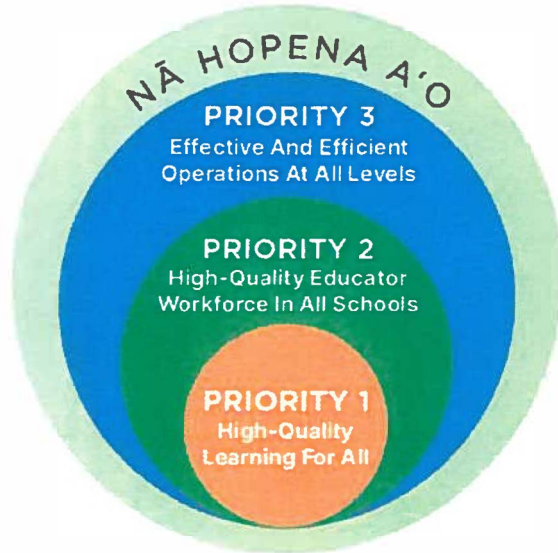 NĀ HOPENA AʻO
PRIORITY 3
Effective And Efficient
Operations At All Levels
PRIORITY 2
High-Quality Educator
Workforce In All Schools
PRIORITY 1
High-Quality
Learning For All